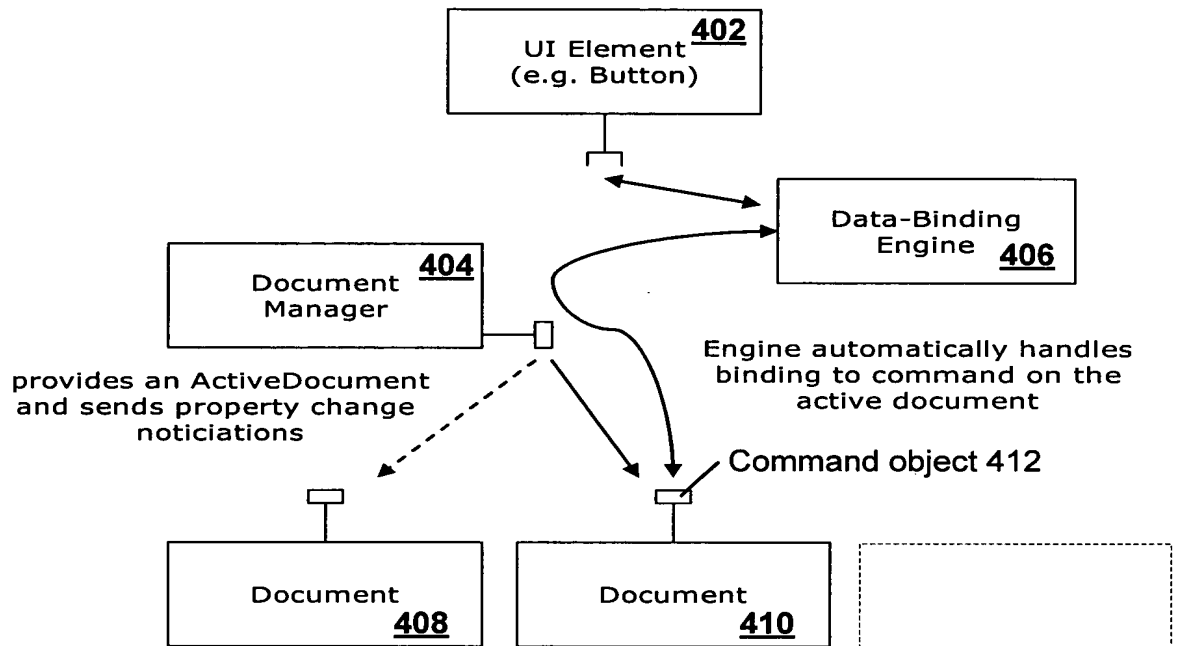 402
UI Element
(e.g. Button)
Data-Binding
Engine
406
404
Document
Manager
Engine automatically handles
binding to command on the
active document
provides an ActiveDocument
and sends property change
noticiations
Command object 412
Document
408
Document
410